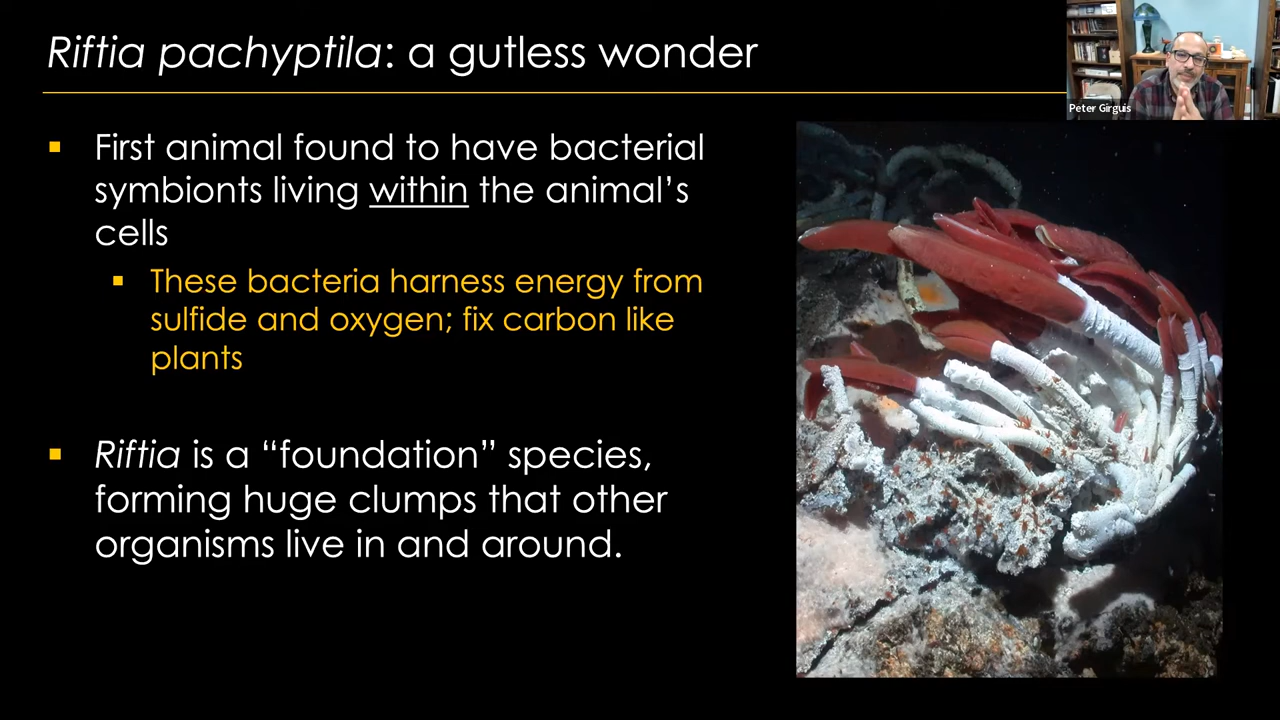 Riftia pachyptila: a gutless wonder
Peter Girguis
▪ First animal found to have bacterial
symbionts living within the animal’s
cells
▪ These bacteria harness energy from
sulfide and oxygen; fix carbon like
plants
▪ Riftia is a “foundation” species,
forming huge clumps that other
organisms live in and around.